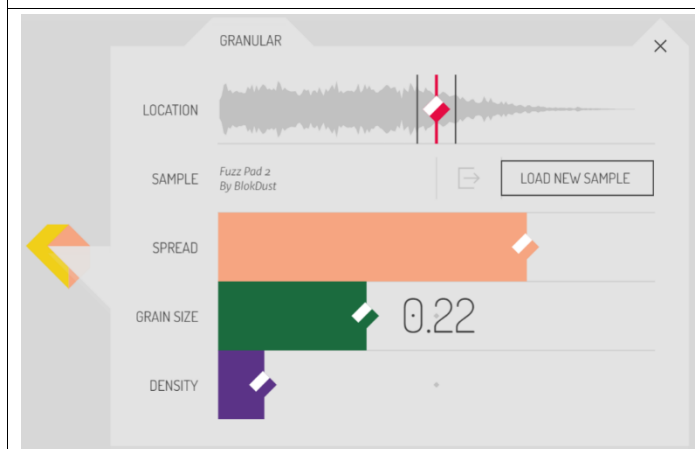 GRANULAR
LOCATION
SAMPLE
Fuzz Pad 2
By BlokDust
LOAD NEW SAMPLE
SPREAD
GRAIN SIZE
0.22
DENSITY